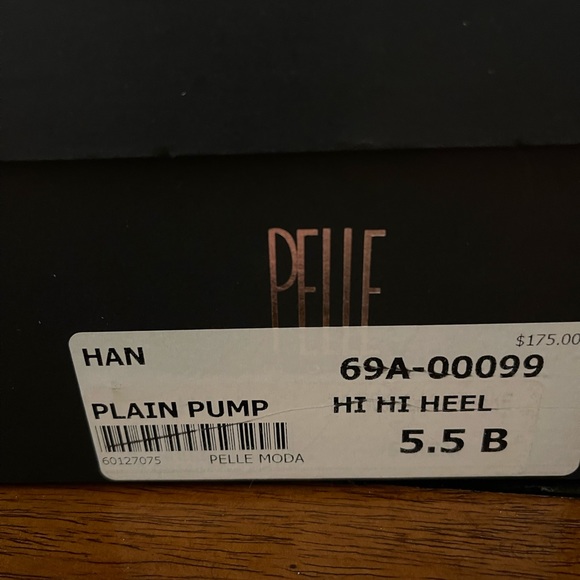 PELLE
$175.00
HAN
69A-00099
PLAIN PUMP
HI HI HEEL
5.5 B
60127075
PELLE MODA